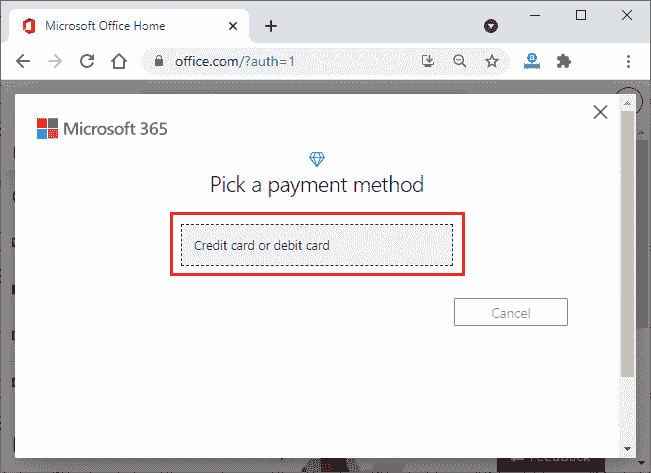 Microsoft Office Home
office.com/?auth=1
Microsoft 365
Pick a payment method
Credit card or debit card
Cancel